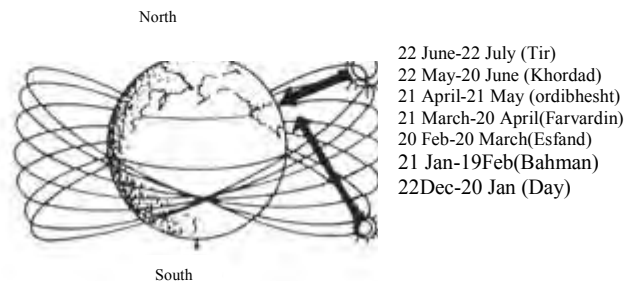 North
22 June-22 July (Tir)
22 May-20 June (Khordad)
21 April-21 May (ordibhesht)
21 March-20 April(Farvardin)
20 Feb-20 March(Esfand)
21 Jan-19Feb(Bahman)
22Dec-20 Jan (Day)
South